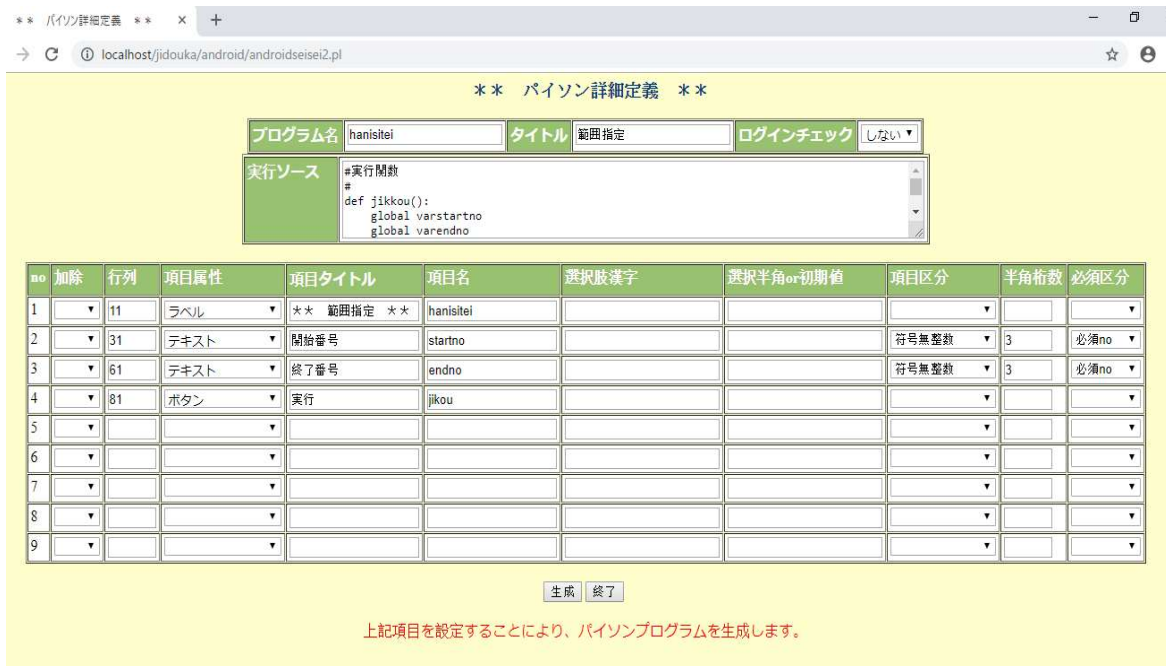 ** パイソン詳細定義 **
localhost/jidouka/android/androidseisei2.pl
** パイソン詳細定義 **
プログラム名 hanisitei タイトル 範囲指定 ログインチェック しない
実行ソース
#実行関数
#
def jikkou():
global varstartno
global varendno
no 加除 行列 項目属性 項目タイトル 項目名 選択肢漢字 選択半角or初期値 項目区分 半角桁数 必須区分
1 11 ラベル ** 範囲指定 ** hanisitei
2 31 テキスト 開始番号 startno 符号無整数 3 必須no
3 61 テキスト 終了番号 endno 符号無整数 3 必須no
4 81 ボタン 実行 jikou
5
6
7
8
9
生成 終了
上記項目を設定することにより、パイソンプログラムを生成します。